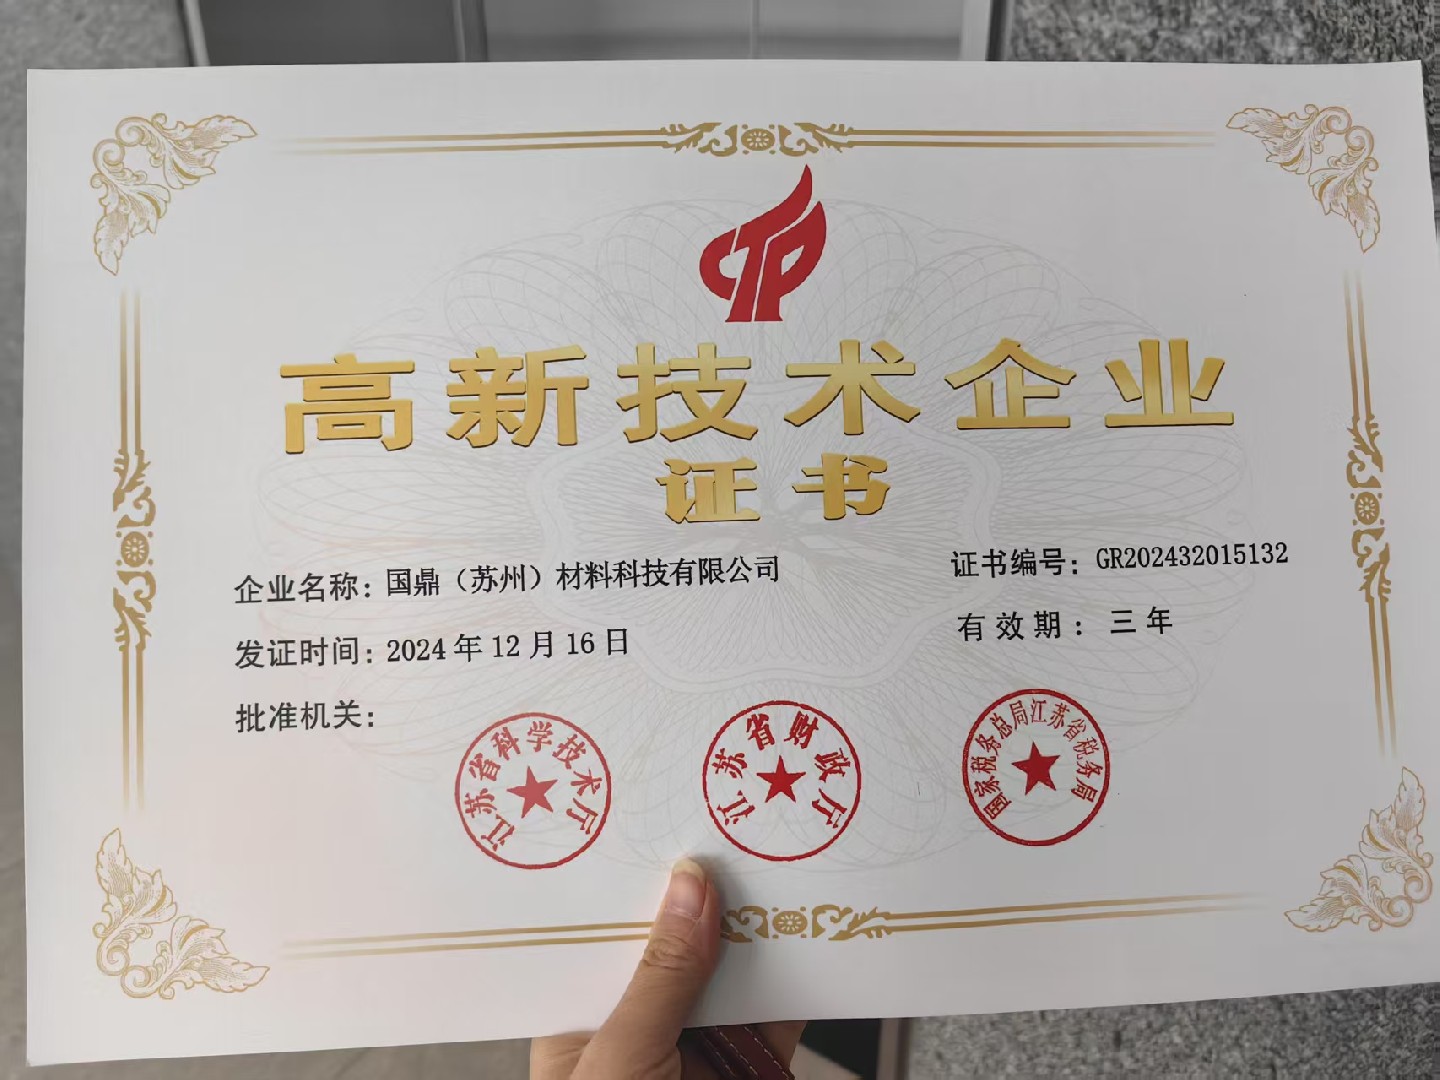 高新技术企业
证书
企业名称：国鼎（苏州）材料科技有限公司
证书编号：GR202432015132
发证时间：2024年12月16日
有效期：三年
批准机关：
江苏省科学技术厅
江苏省财政厅
国家税务总局江苏省税务局